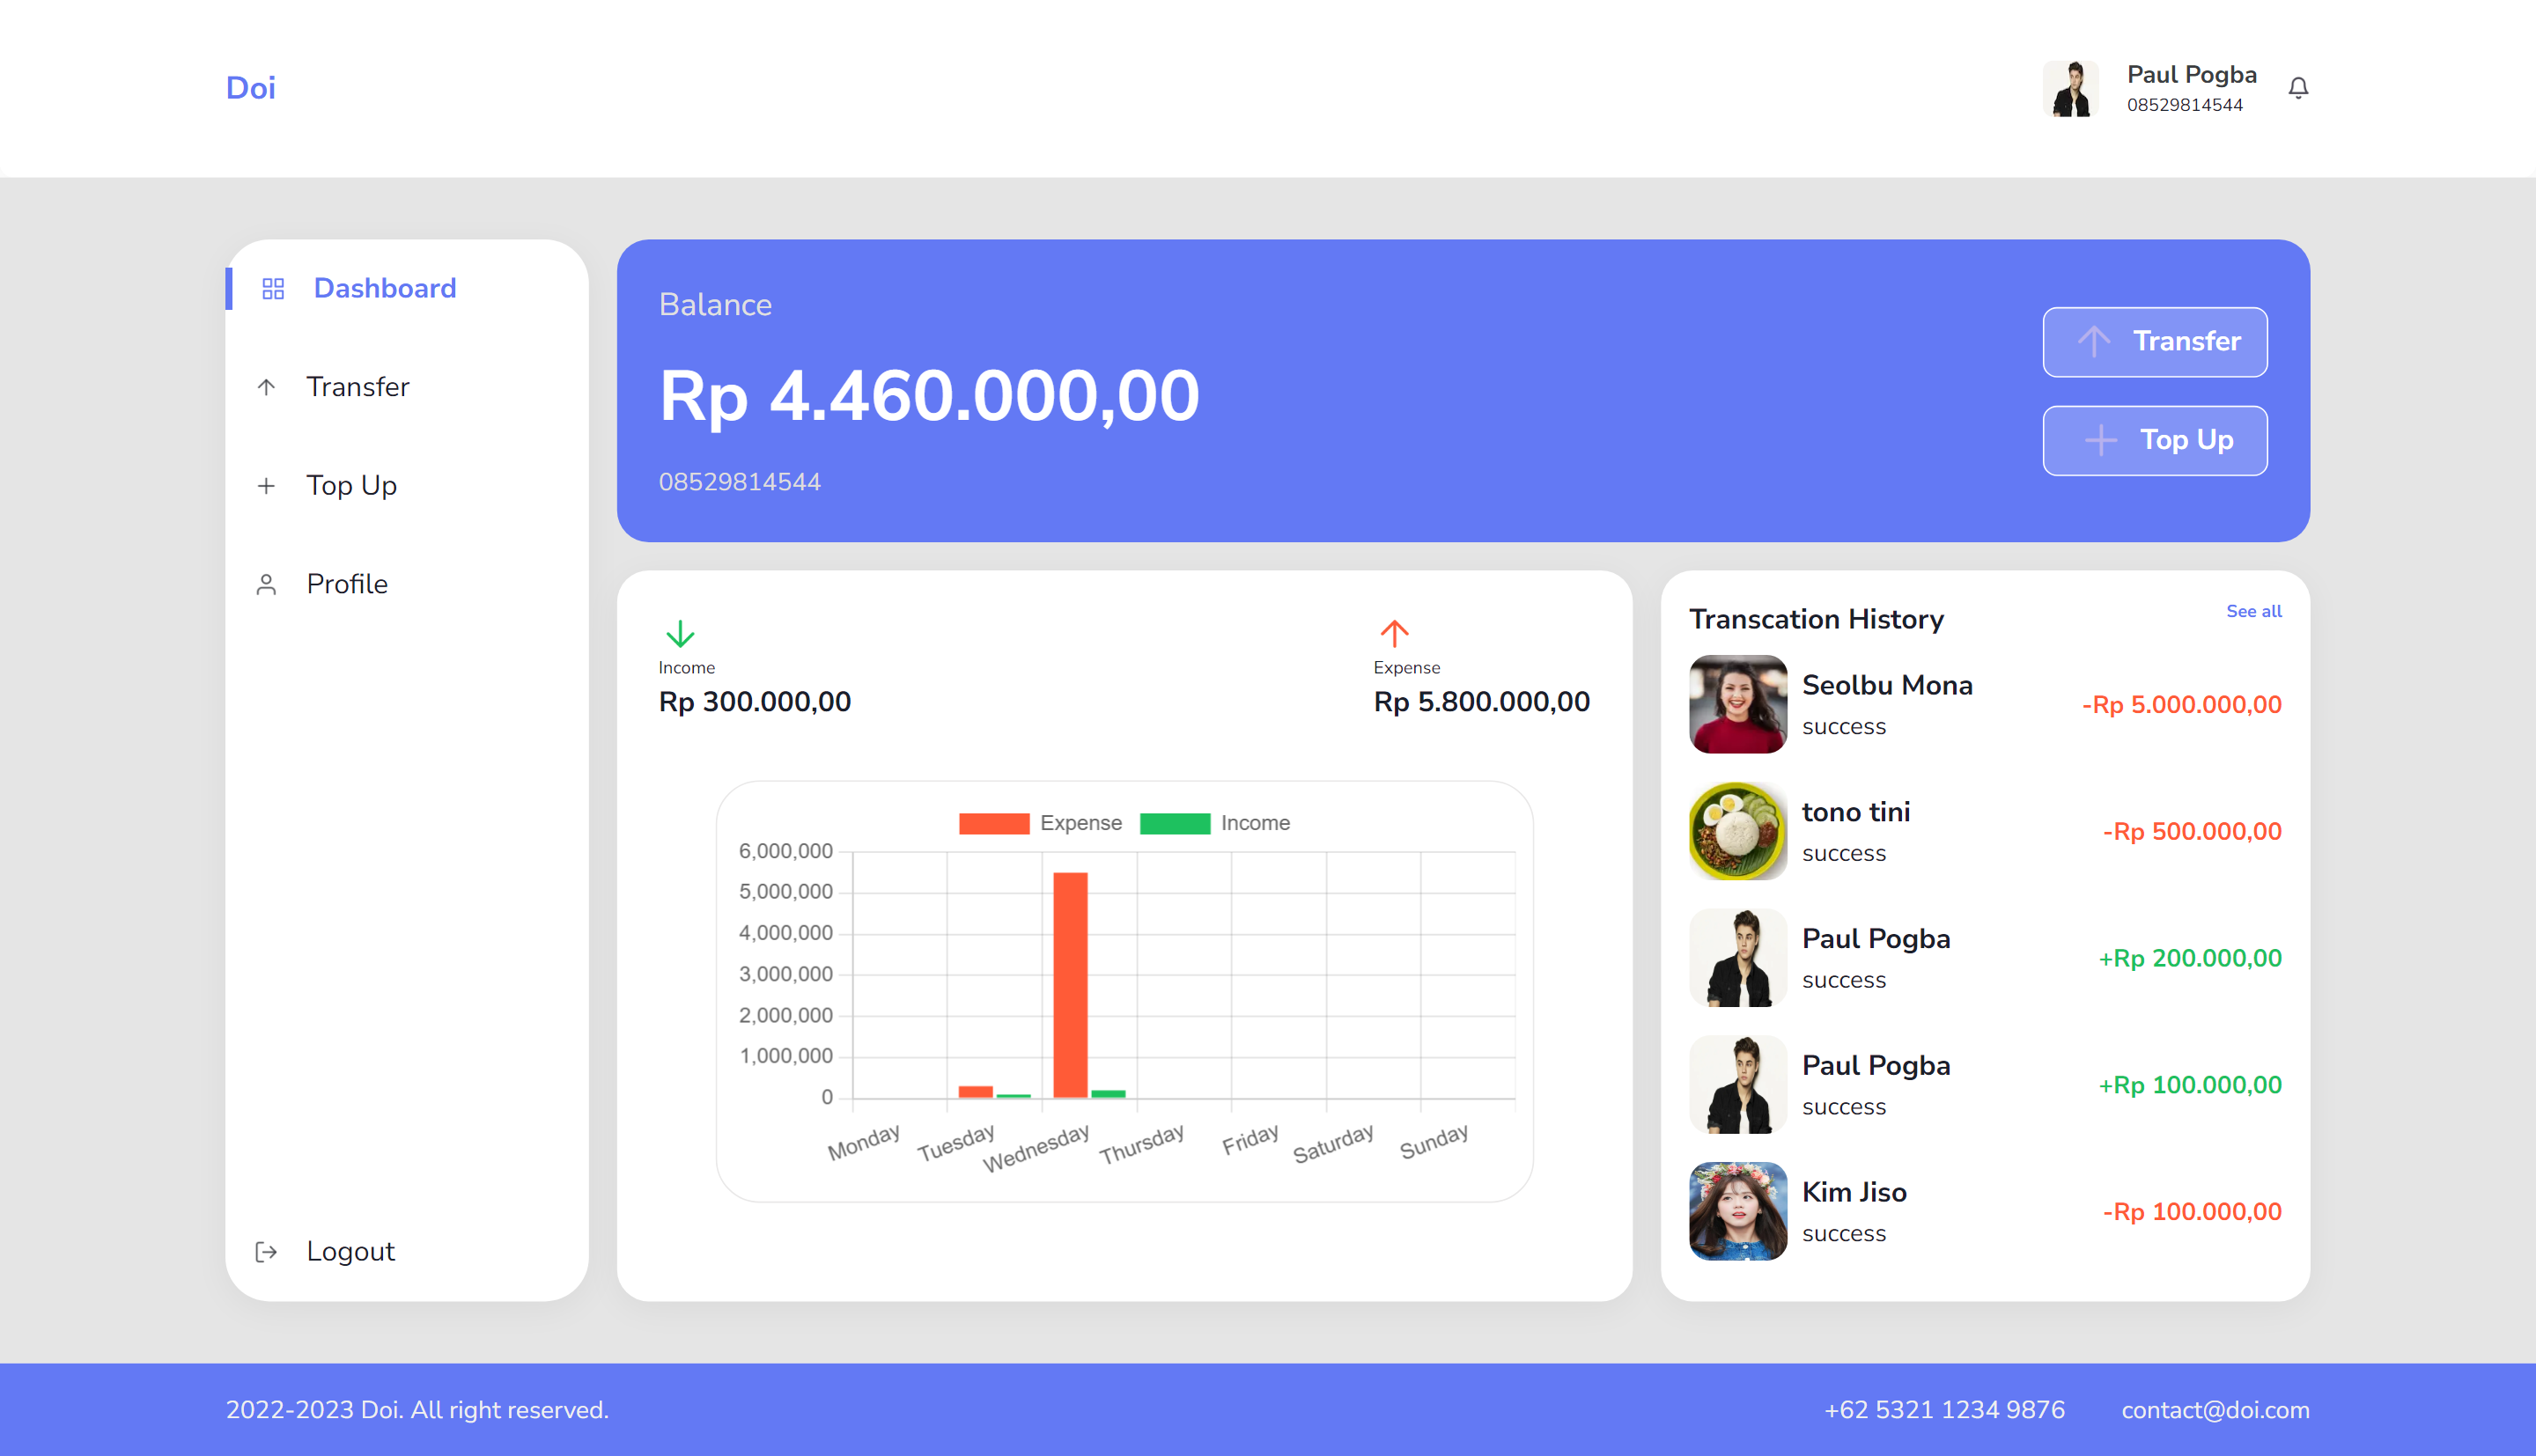 Doi
Paul Pogba
08529814544
Dashboard
Transfer
Top Up
Profile
Logout
Balance
Rp 4.460.000,00
08529814544
Transfer
Top Up
Income
Rp 300.000,00
Expense
Rp 5.800.000,00
Expense Income
6,000,000
5,000,000
4,000,000
3,000,000
2,000,000
1,000,000
0
Monday Tuesday Wednesday Thursday Friday Saturday Sunday
Transcation History
See all
Seolbu Mona
success
-Rp 5.000.000,00
tono tini
success
-Rp 500.000,00
Paul Pogba
success
+Rp 200.000,00
Paul Pogba
success
+Rp 100.000,00
Kim Jiso
success
-Rp 100.000,00
2022-2023 Doi. All right reserved.
+62 5321 1234 9876
contact@doi.com